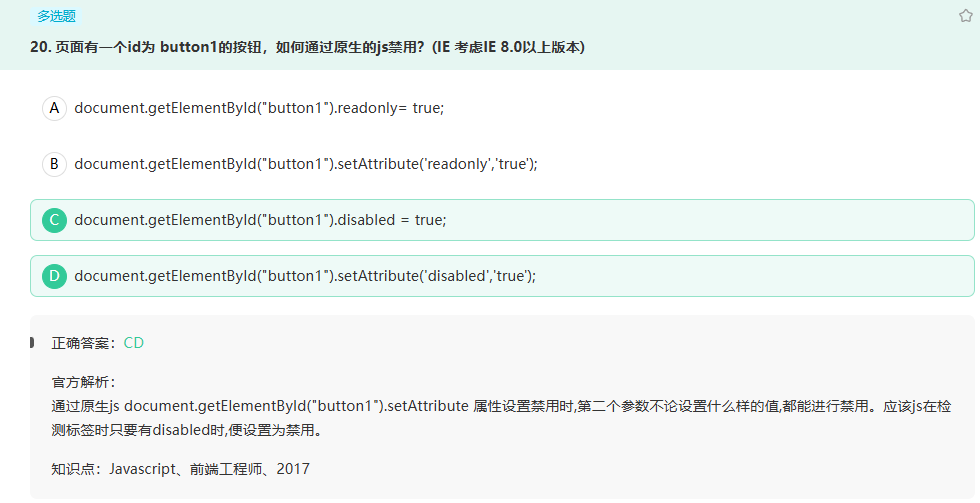 多选题
20. 页面有一个id为 button1的按钮，如何通过原生的js禁用？(IE 考虑IE 8.0以上版本)
A document.getElementById("button1").readonly= true;
B document.getElementById("button1").setAttribute('readonly','true');
C document.getElementById("button1").disabled = true;
D document.getElementById("button1").setAttribute('disabled','true');
正确答案：CD
官方解析：
通过原生js document.getElementById("button1").setAttribute 属性设置禁用时,第二个参数不论设置什么样的值,都能进行禁用。应该js在检
测标签时只要有disabled时,便设置为禁用。
知识点：Javascript、前端工程师、2017